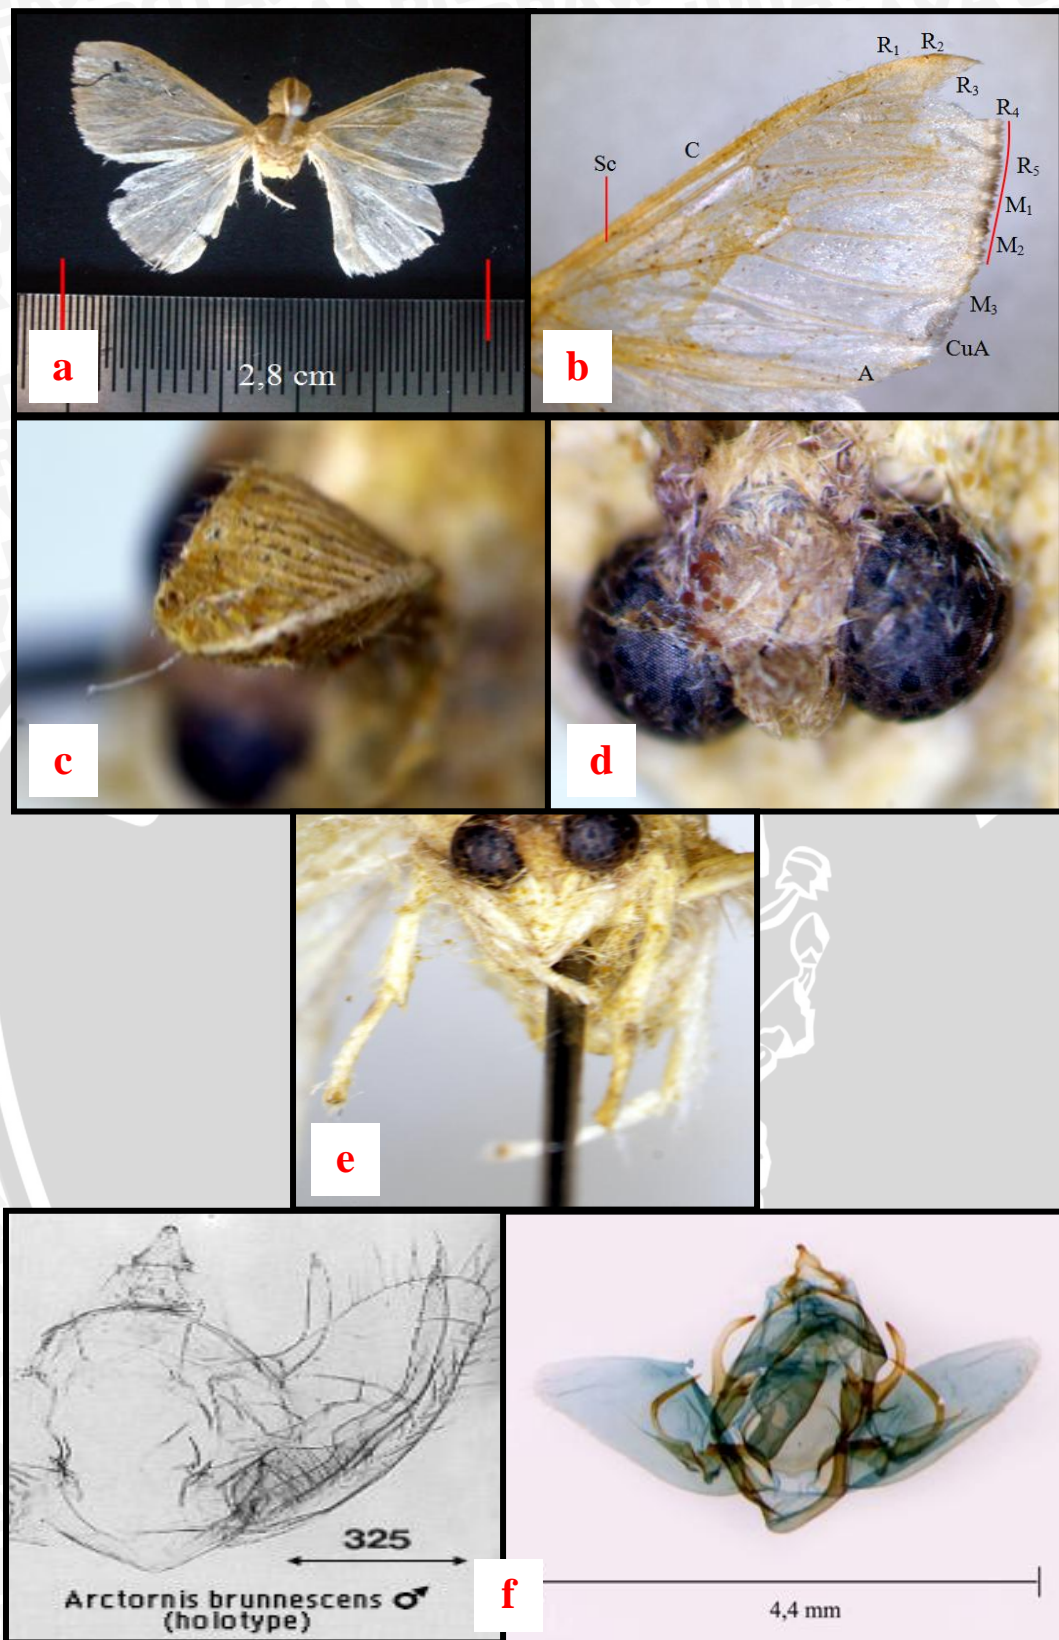 a
2,8 cm
b
Sc
C
R1
R2
R3
R4
R5
M1
M2
M3
CuA
A
c
d
e
325
Arctornis brunnescens ♂
(holotype)
f
4,4 mm